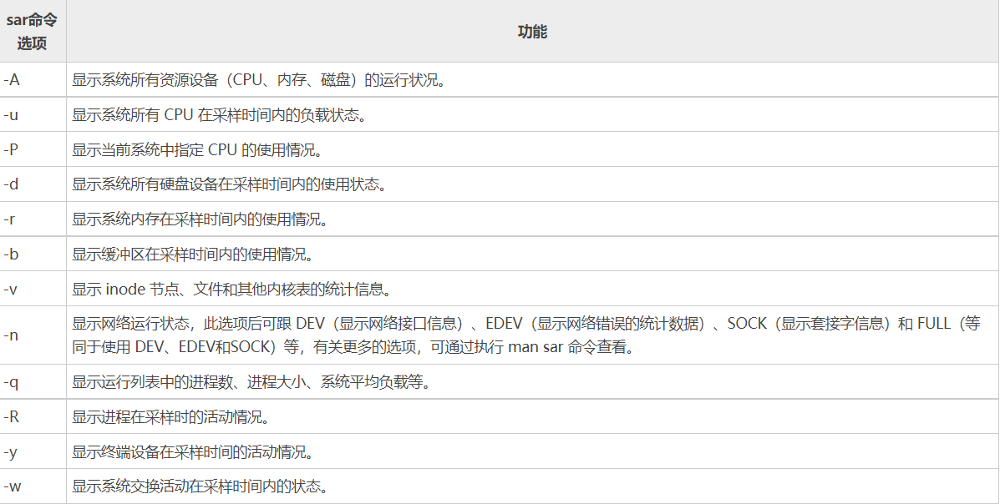 sar命令
选项
功能
-A
显示系统所有资源设备（CPU、内存、磁盘）的运行状况。
-u
显示系统所有 CPU 在采样时间内的负载状态。
-P
显示当前系统中指定 CPU 的使用情况。
-d
显示系统所有硬盘设备在采样时间内的使用状态。
-r
显示系统内存在采样时间内的使用情况。
-b
显示缓冲区在采样时间内的使用情况。
-v
显示 inode 节点、文件和其他内核表的统计信息。
-n
显示网络运行状态，此选项后可跟 DEV（显示网络接口信息）、EDEV（显示网络错误的统计数据）、SOCK（显示套接字信息）和 FULL（等
同于使用 DEV、EDEV和SOCK）等，有关更多的选项，可通过执行 man sar 命令查看。
-q
显示运行列表中的进程数、进程大小、系统平均负载等。
-R
显示进程在采样时的活动情况。
-y
显示终端设备在采样时间的活动情况。
-w
显示系统交换活动在采样时间内的状态。